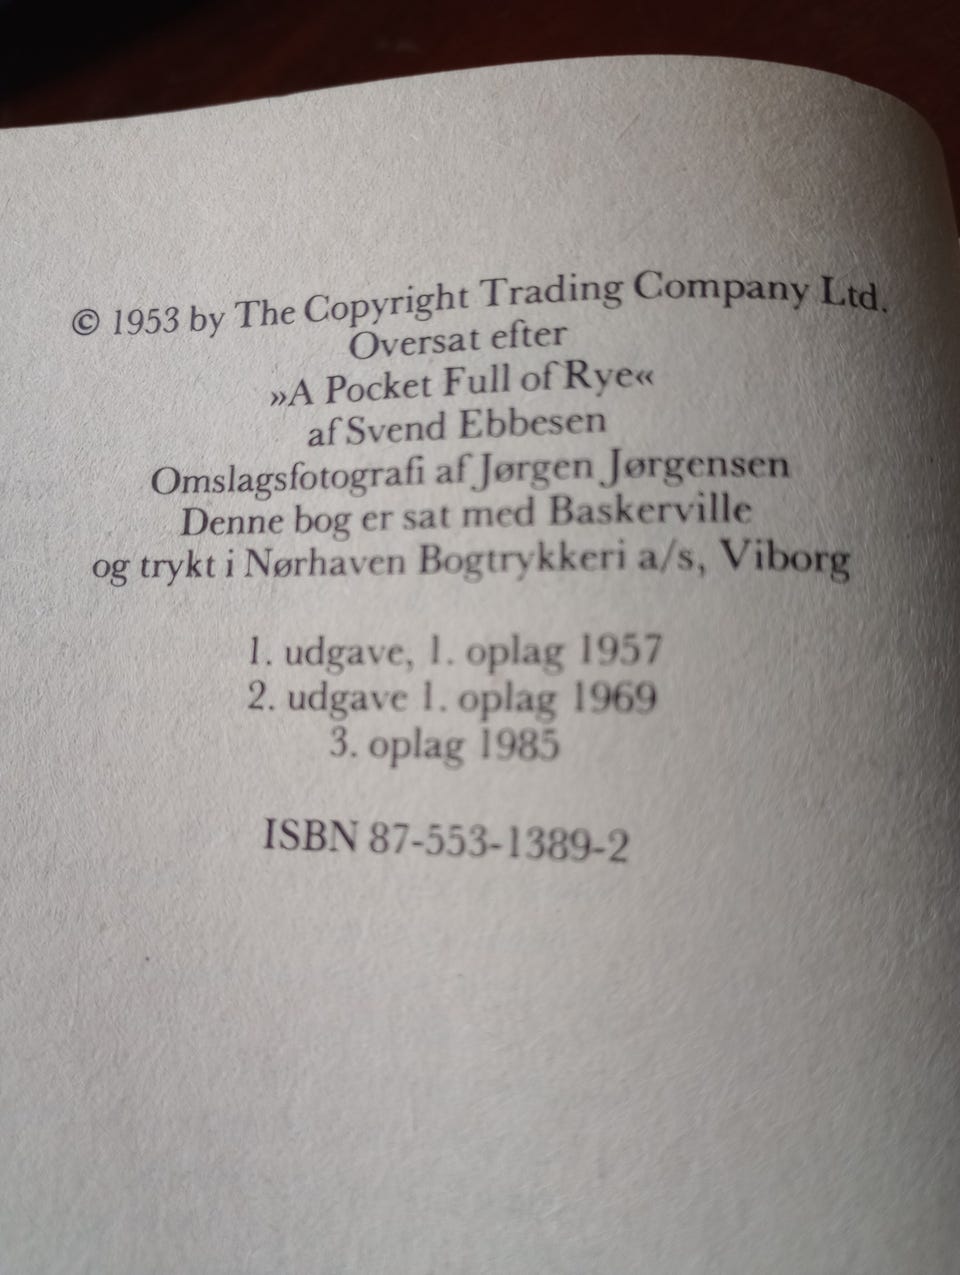 © 1953 by The Copyright Trading Company Ltd.
Oversat efter
»A Pocket Full of Rye«
af Svend Ebbesen
Omslagsfotografi af Jørgen Jørgensen
Denne bog er sat med Baskerville
og trykt i Nørhaven Bogtrykkeri a/s, Viborg
1. udgave, 1. oplag 1957
2. udgave 1. oplag 1969
3. oplag 1985
ISBN 87-553-1389-2